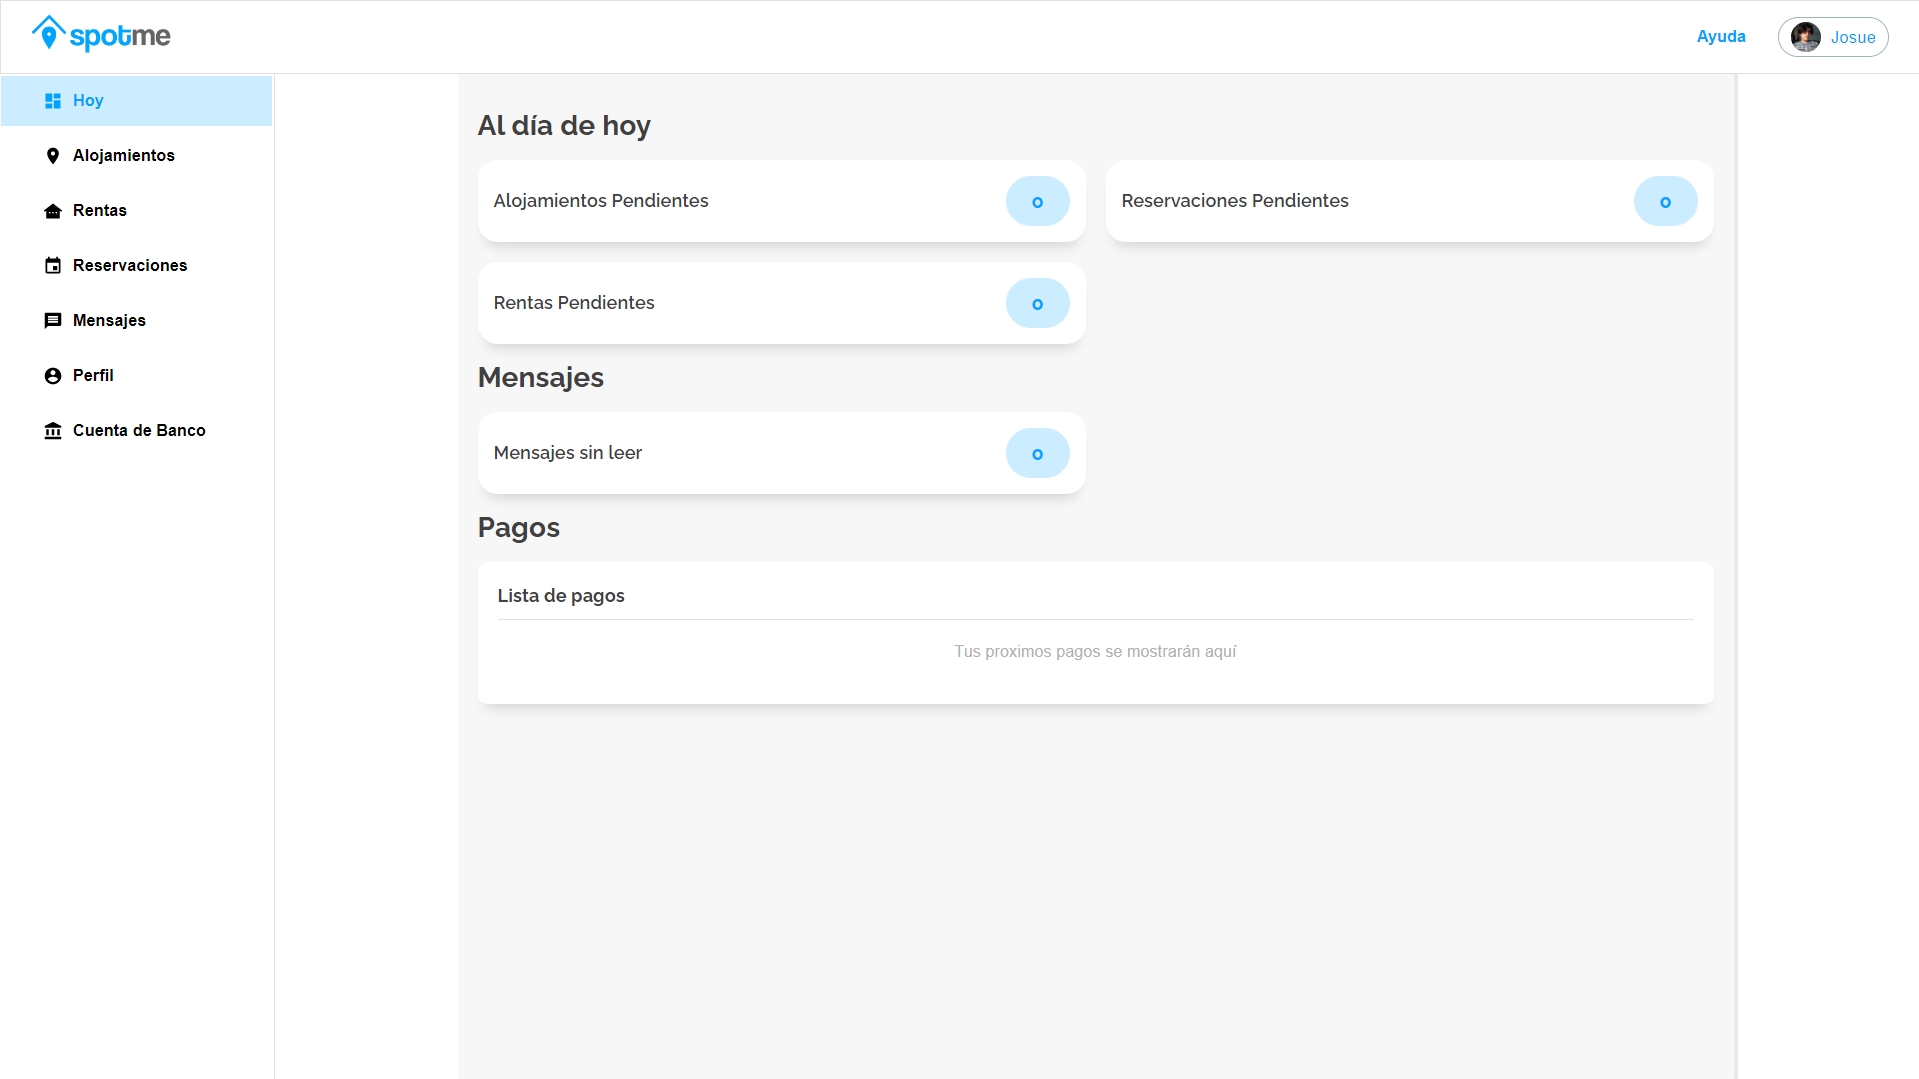 spotme
Ayuda
Josue
Hoy
Alojamientos
Rentas
Reservaciones
Mensajes
Perfil
Cuenta de Banco
Al día de hoy
Alojamientos Pendientes
0
Reservaciones Pendientes
0
Rentas Pendientes
0
Mensajes
Mensajes sin leer
0
Pagos
Lista de pagos
Tus proximos pagos se mostrarán aquí